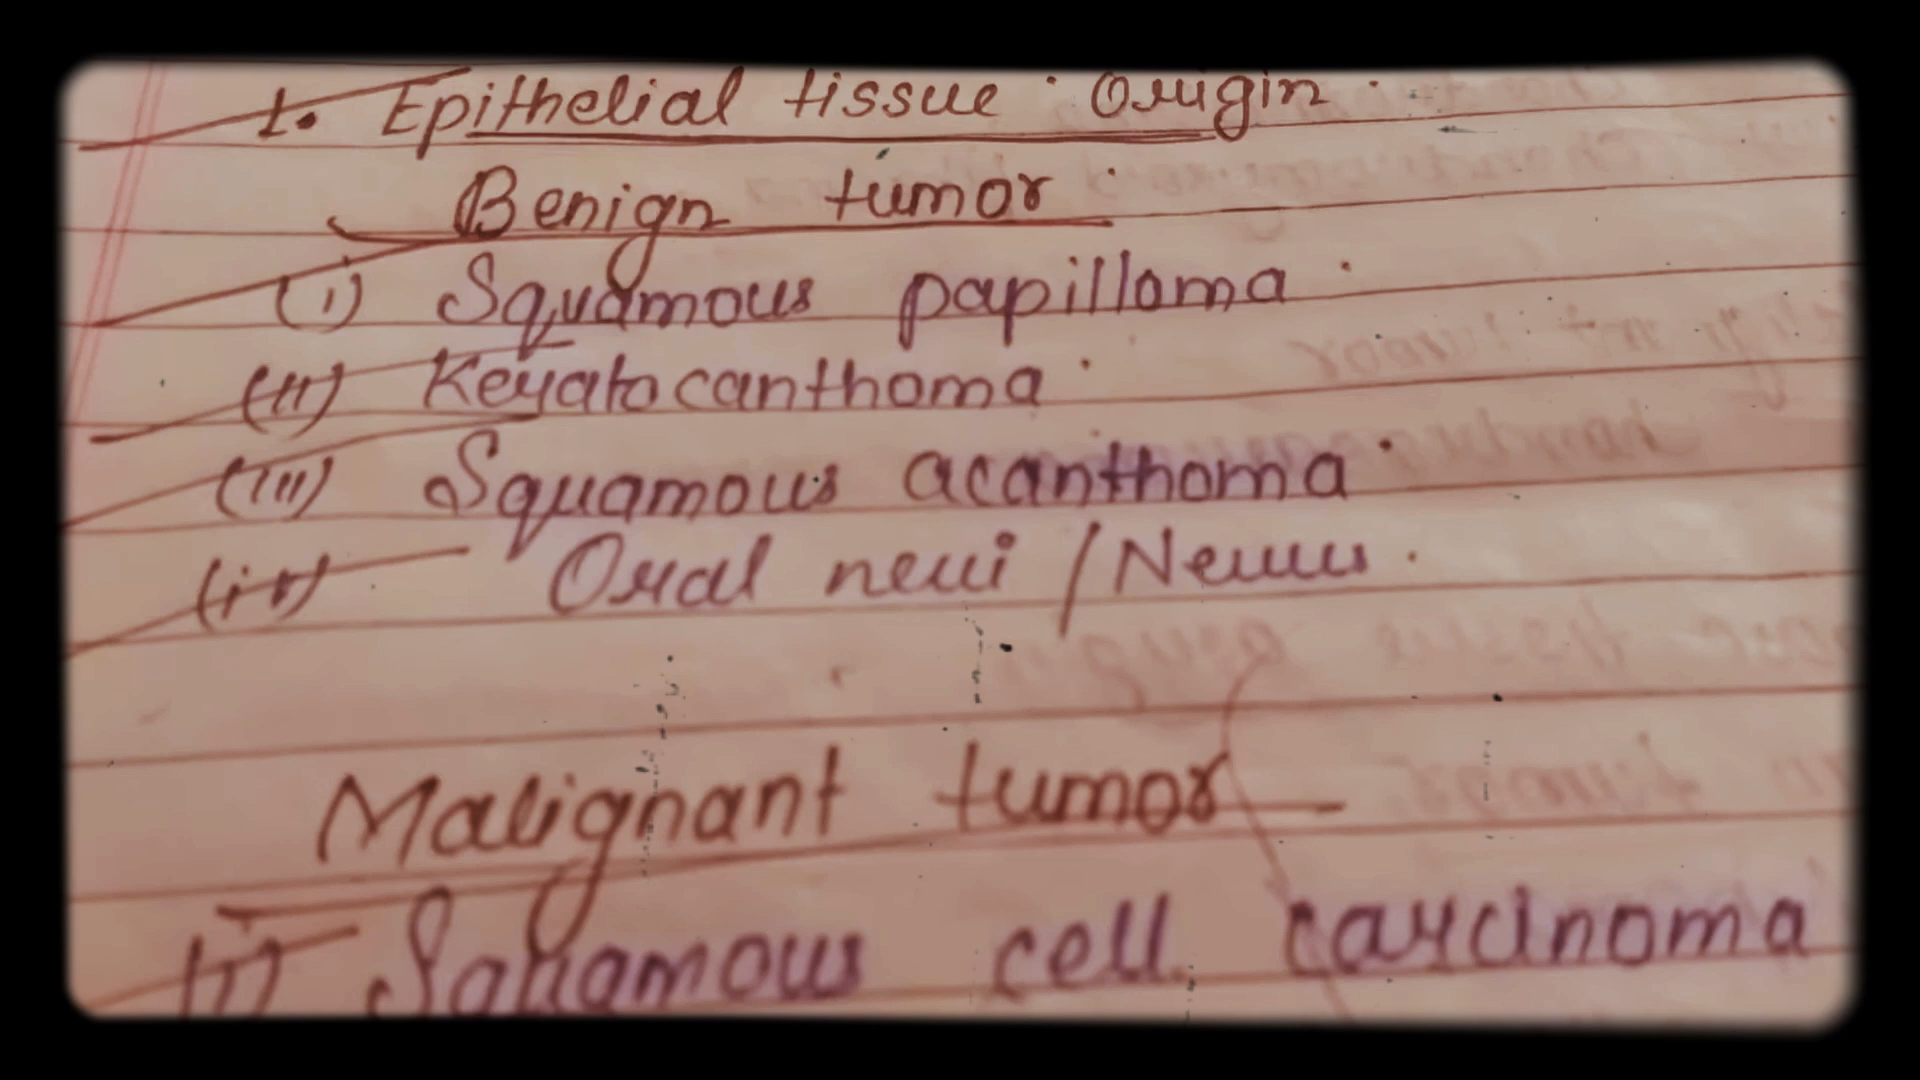 1. Epithelial tissue Origin
Benign tumor
(i) Squamous papilloma
(ii) Keratocanthoma
(iii) Squamous acanthoma
(iv) Oral nevi / Nevus
Malignant tumor
(i) Squamous cell carcinoma